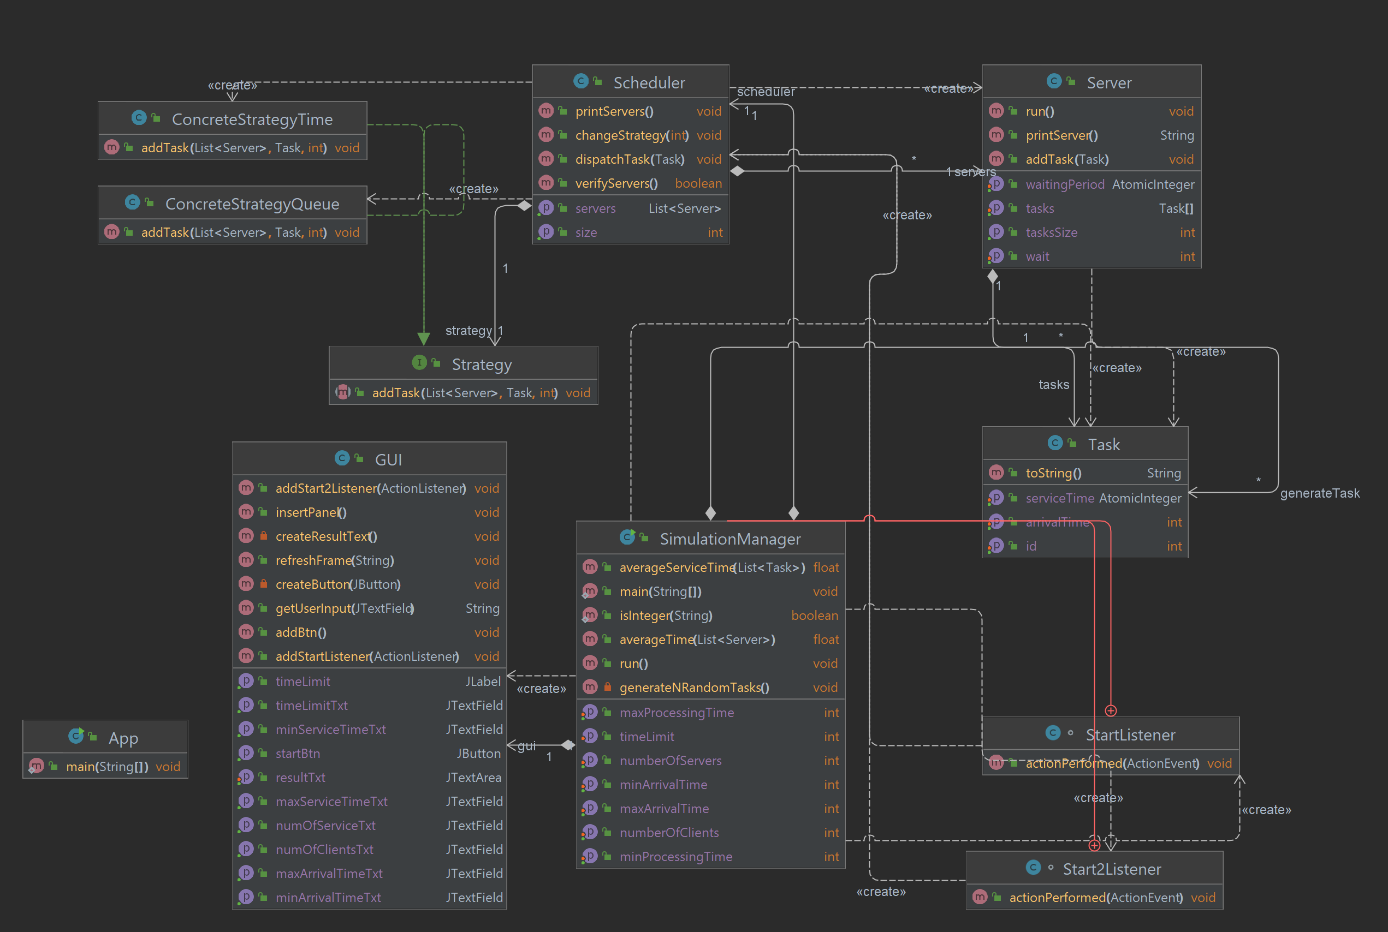 «create»
ConcreteStrategyTime
addTask(List<Server>, Task, int) void
ConcreteStrategyQueue
addTask(List<Server>, Task, int) void
«create»
Scheduler
printServers() void
changeStrategy(int) void
dispatchTask(Task) void
verifyServers() boolean
servers List<Server>
size int
scheduler
1
1
«create»
*
1 servers
«create»
Server
run() void
printServer() String
addTask(Task) void
waitingPeriod AtomicInteger
tasks Task[]
tasksSize int
wait int
1
1
strategy 1
Strategy
addTask(List<Server>, Task, int) void
1
*
«create»
«create»
tasks
Task
toString() String
serviceTime AtomicInteger
arrivalTime int
id int
*
generateTask
GUI
addStart2Listener(ActionListener) void
insertPanel() void
createResultText() void
refreshFrame(String) void
createButton(JButton) void
getUserInput(JTextField) String
addBtn() void
addStartListener(ActionListener) void
timeLimit JLabel
timeLimitTxt JTextField
minServiceTimeTxt JTextField
startBtn JButton
resultTxt JTextArea
maxServiceTimeTxt JTextField
numOfServiceTxt JTextField
numOfClientsTxt JTextField
maxArrivalTimeTxt JTextField
minArrivalTimeTxt JTextField
«create»
gui
1
SimulationManager
averageServiceTime(List<Task>) float
main(String[]) void
isInteger(String) boolean
averageTime(List<Server>) float
run() void
generateNRandomTasks() void
maxProcessingTime int
timeLimit int
numberOfServers int
minArrivalTime int
maxArrivalTime int
numberOfClients int
minProcessingTime int
App
main(String[]) void
StartListener
actionPerformed(ActionEvent) void
«create»
«create»
«create»
Start2Listener
actionPerformed(ActionEvent) void